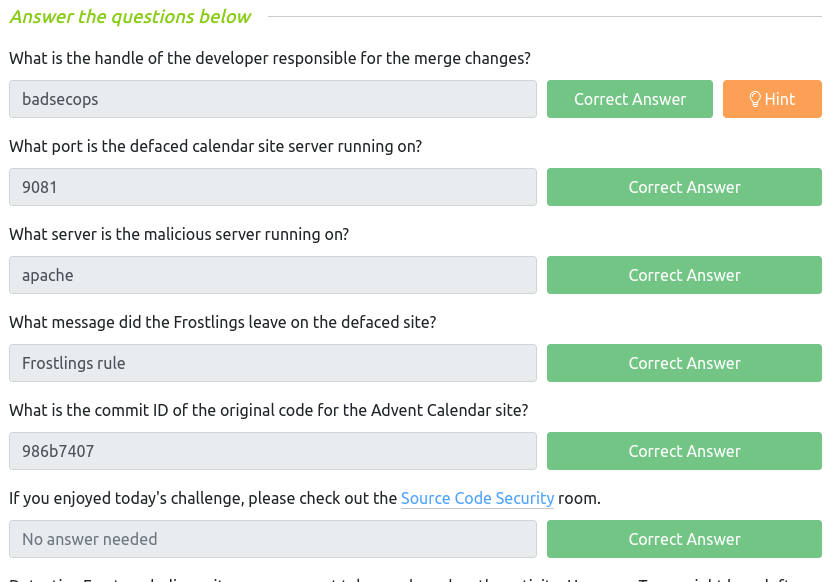 Answer the questions below
What is the handle of the developer responsible for the merge changes?
badsecops
Correct Answer
Hint
What port is the defaced calendar site server running on?
9081
Correct Answer
What server is the malicious server running on?
apache
Correct Answer
What message did the Frostlings leave on the defaced site?
Frostlings rule
Correct Answer
What is the commit ID of the original code for the Advent Calendar site?
986b7407
Correct Answer
If you enjoyed today's challenge, please check out the Source Code Security room.
No answer needed
Correct Answer